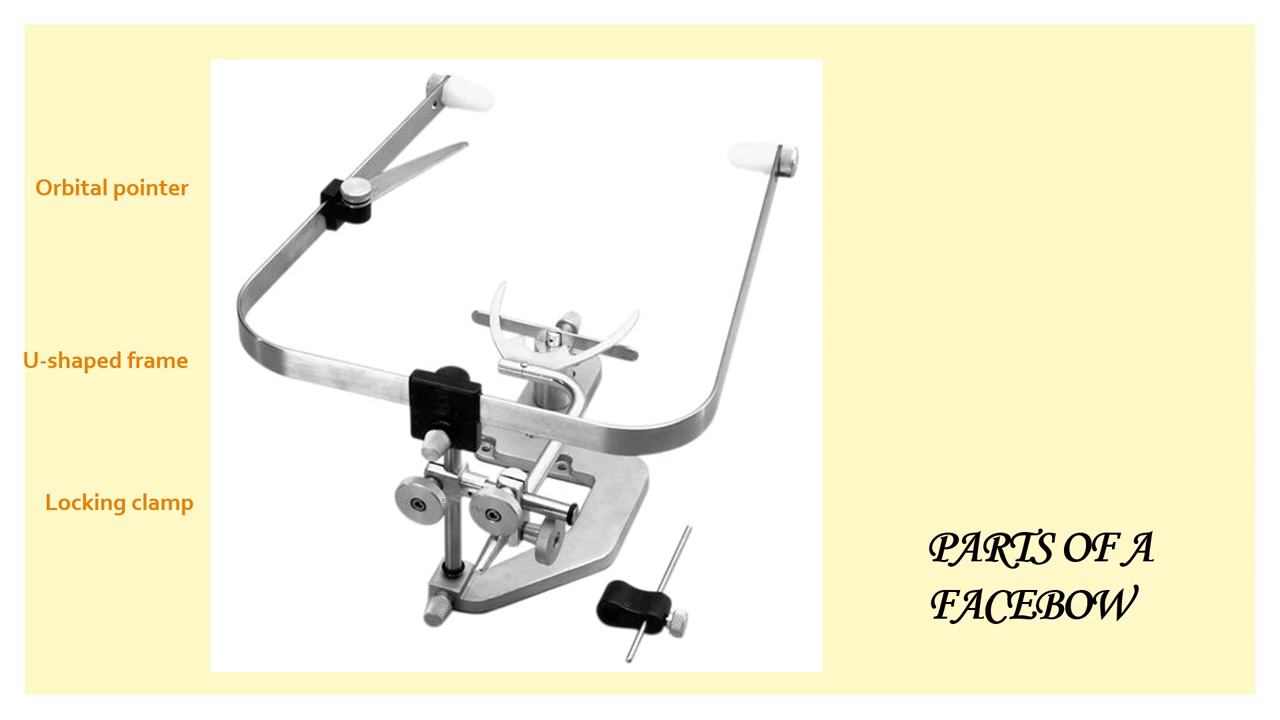 Orbital pointer
U-shaped frame
Locking clamp
PARTS OF A
FACEBOW